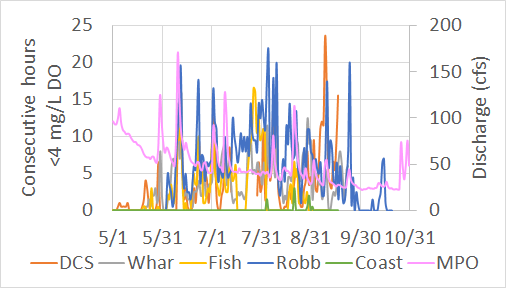 Consecutive hours
<4 mg/L DO
25
20
15
10
5
0
200
150
100
50
0
Discharge (cfs)
5/1 5/31 7/1 7/31 8/31 9/30 10/31
DCS Whar Fish Robb Coast MPO